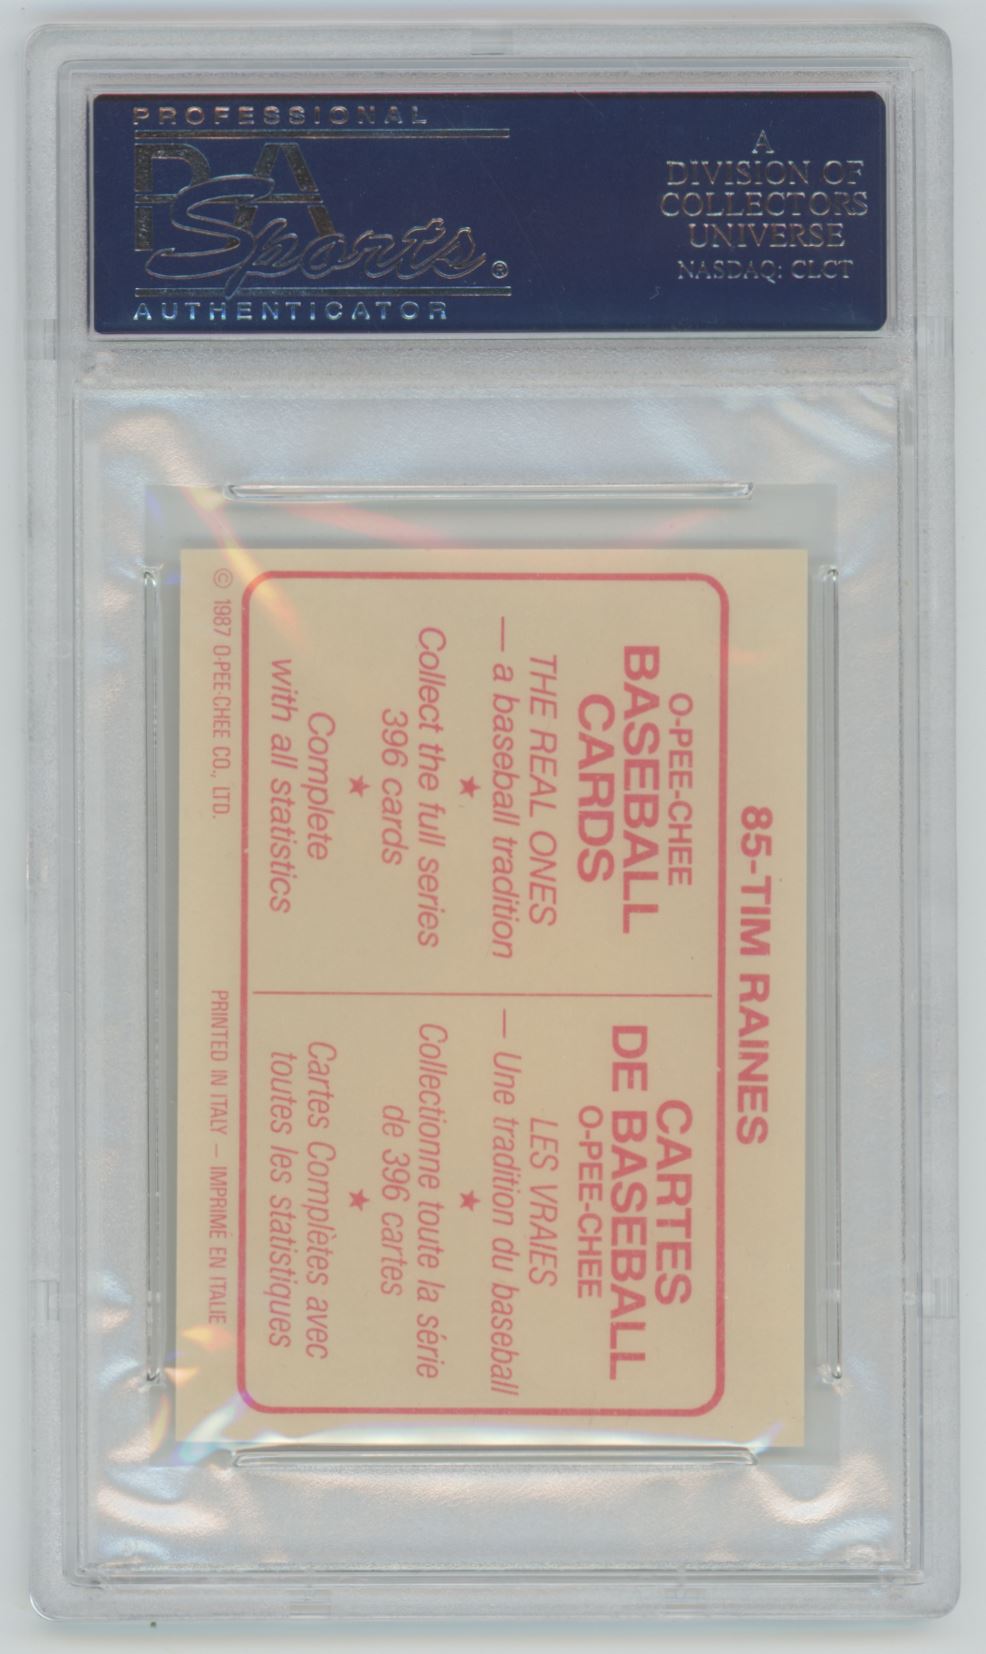 PROFESSIONAL
PSA
Sports®
AUTHENTICATOR
A
DIVISION OF
COLLECTORS
UNIVERSE
NASDAQ: CLCT
85-TIM RAINES
O-PEE-CHEE
BASEBALL
CARDS
THE REAL ONES
— a baseball tradition
★
Collect the full series
396 cards
★
Complete
with all statistics
CARTES
DE BASEBALL
O-PEE-CHEE
LES VRAIES
— Une tradition du baseball
★
Collectionne toute la série
de 396 cartes
★
Cartes Complètes avec
toutes les statistiques
© 1987 O-PEE-CHEE CO., LTD.
PRINTED IN ITALY — IMPRIMÉ EN ITALIE